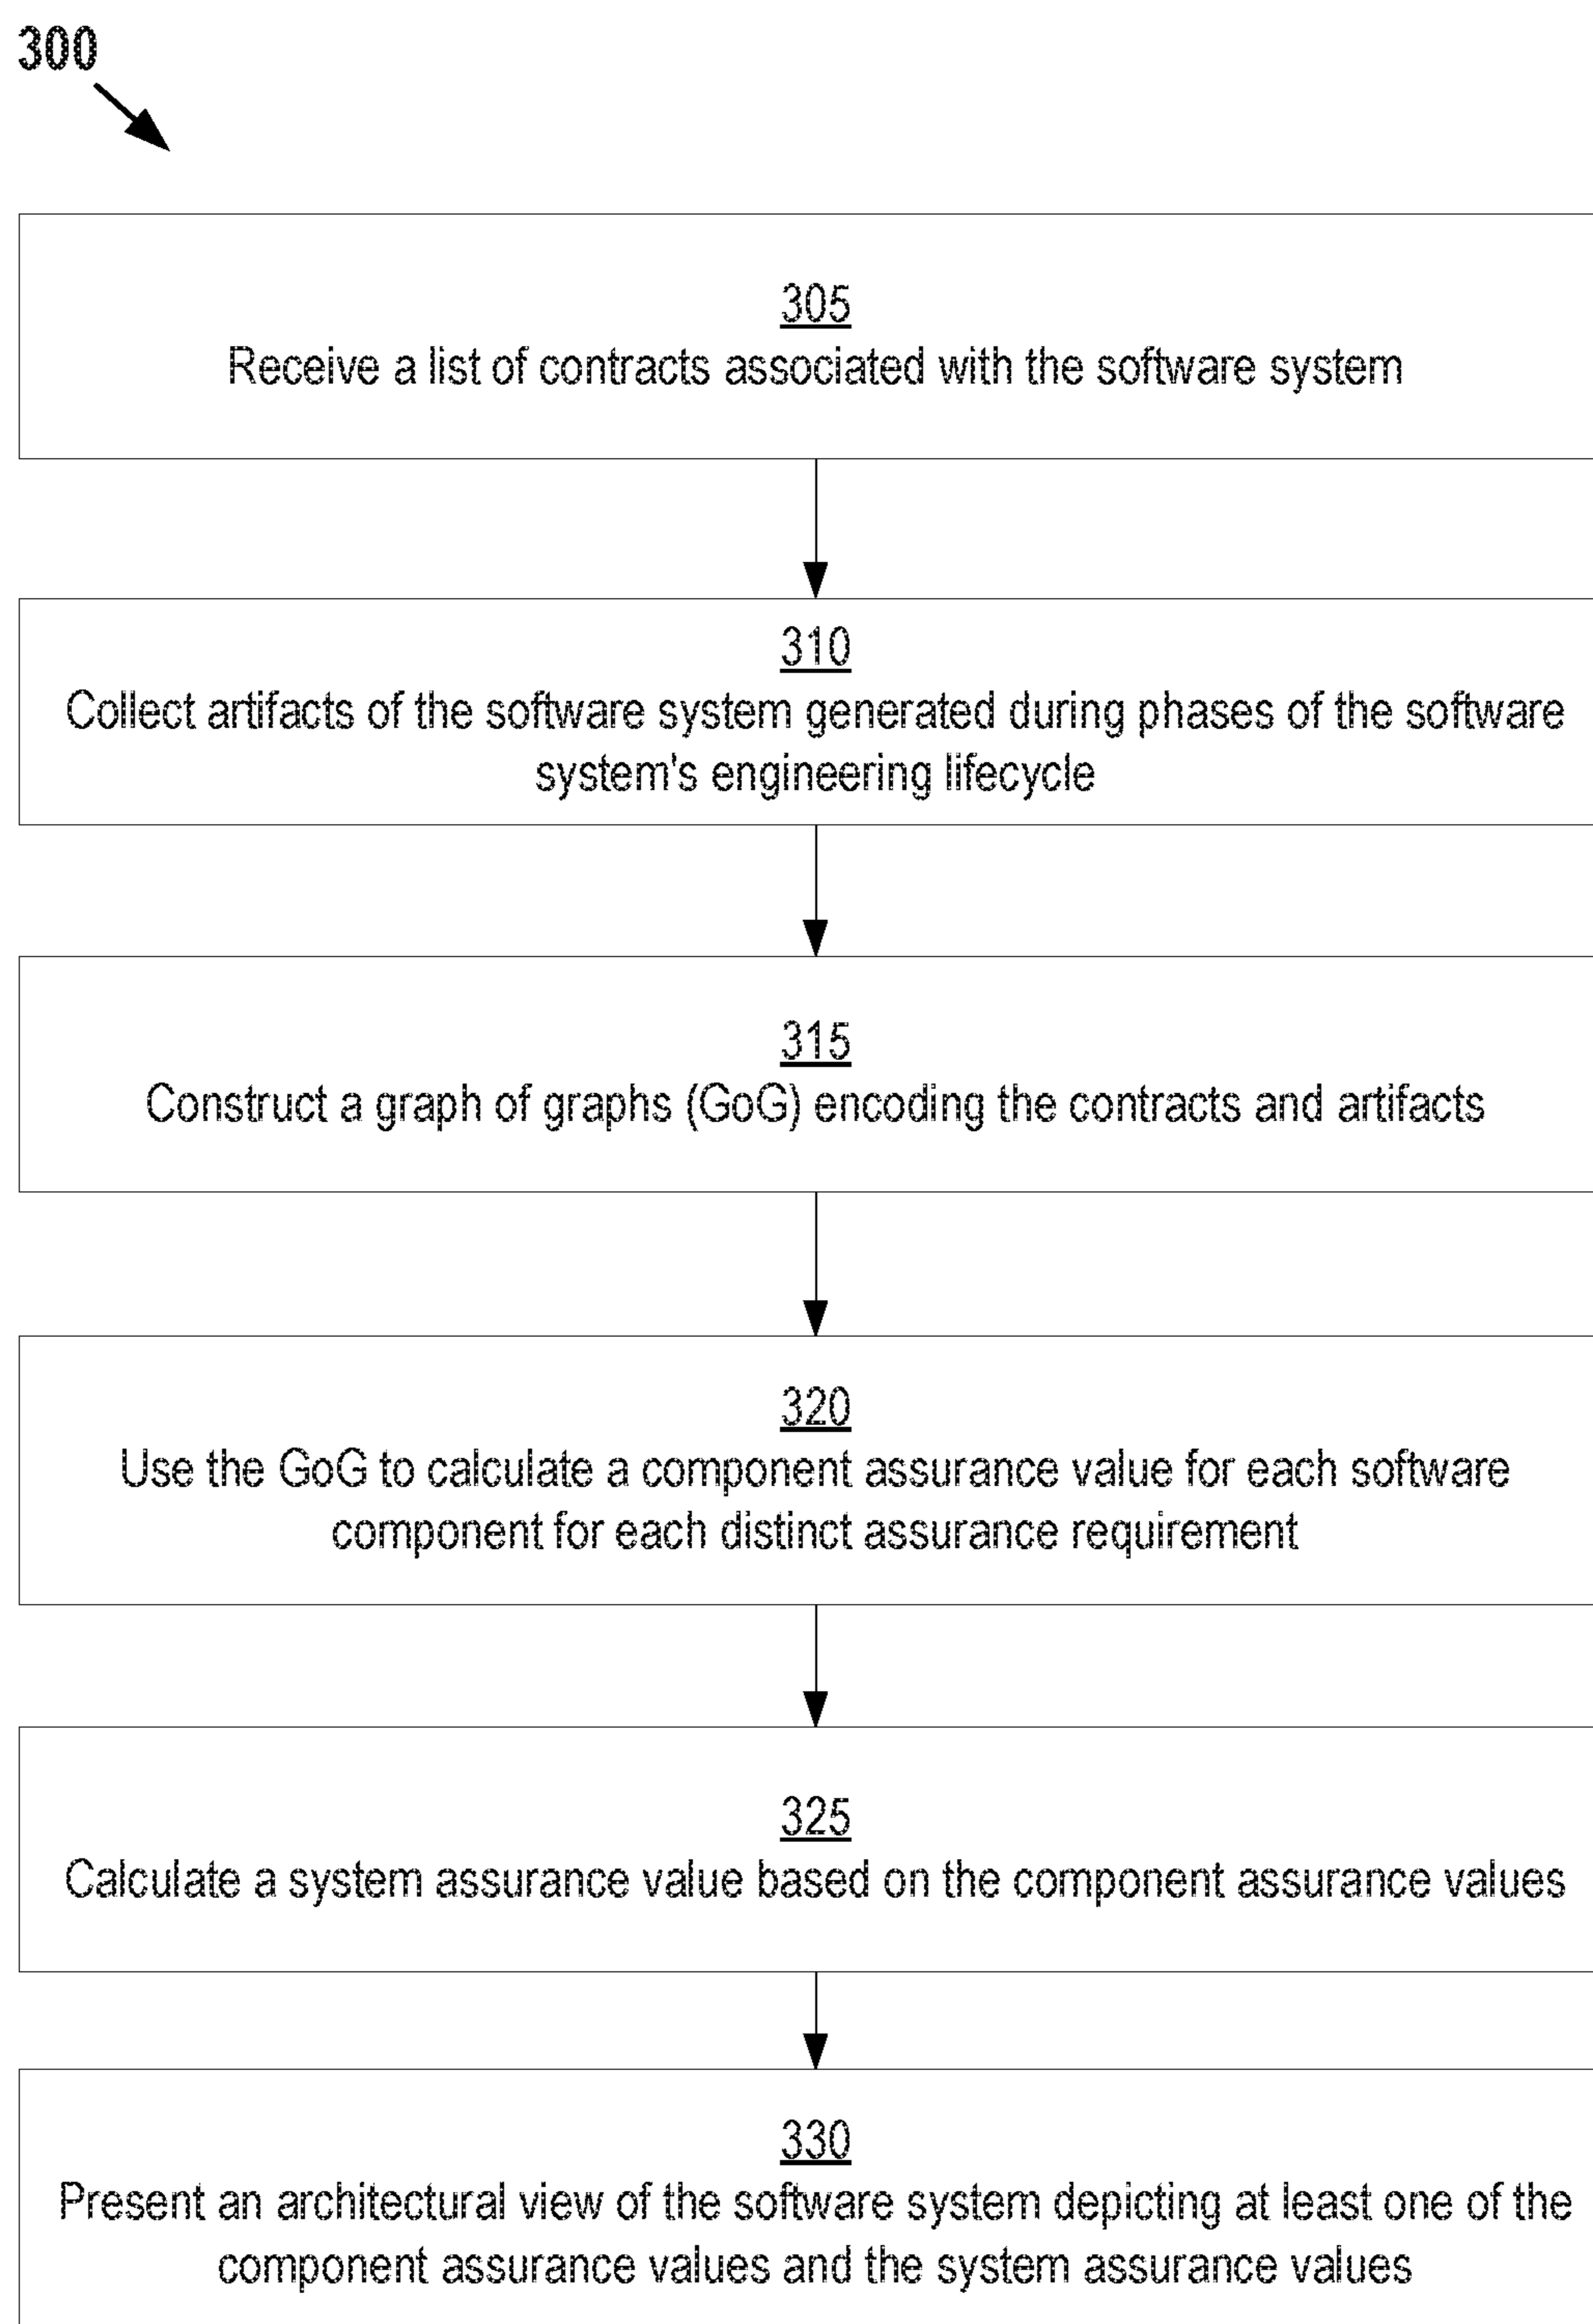 300
305
Receive a list of contracts associated with the software system
310
Collect artifacts of the software system generated during phases of the software
system's engineering lifecycle
315
Construct a graph of graphs (GoG) encoding the contracts and artifacts
320
Use the GoG to calculate a component assurance value for each software
component for each distinct assurance requirement
325
Calculate a system assurance value based on the component assurance values
330
Present an architectural view of the software system depicting at least one of the
component assurance values and the system assurance values